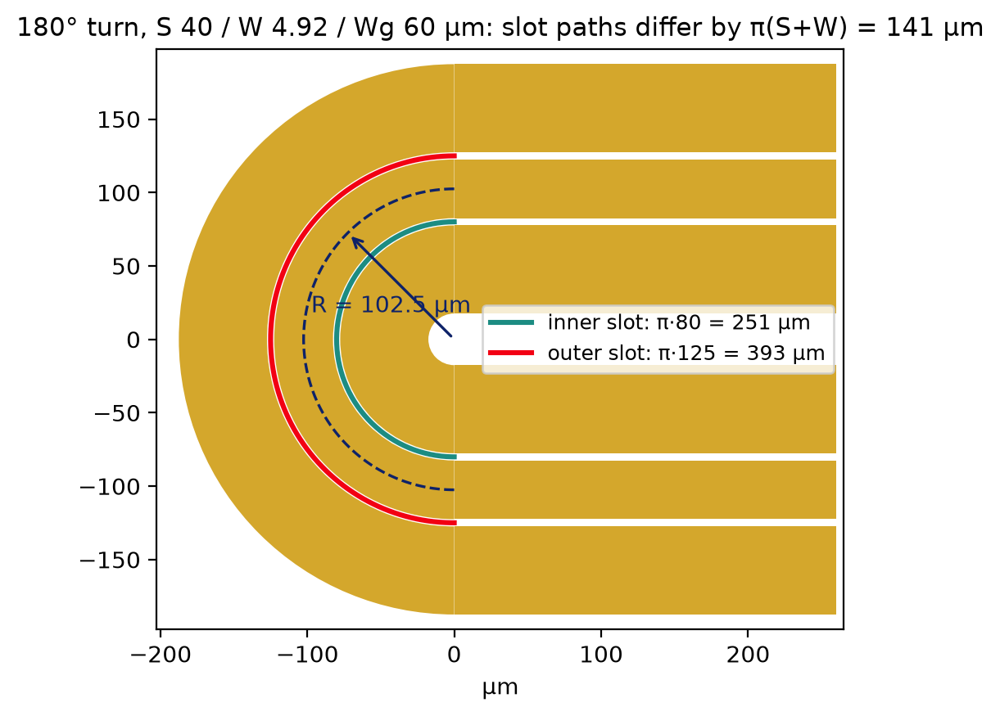 180° turn, S 40 / W 4.92 / Wg 60 µm: slot paths differ by π(S+W) = 141 µm
150
100
50
0
−50
−100
−150
R = 102.5 µm
inner slot: π·80 = 251 µm
outer slot: π·125 = 393 µm
−200
−100
0
100
200
µm